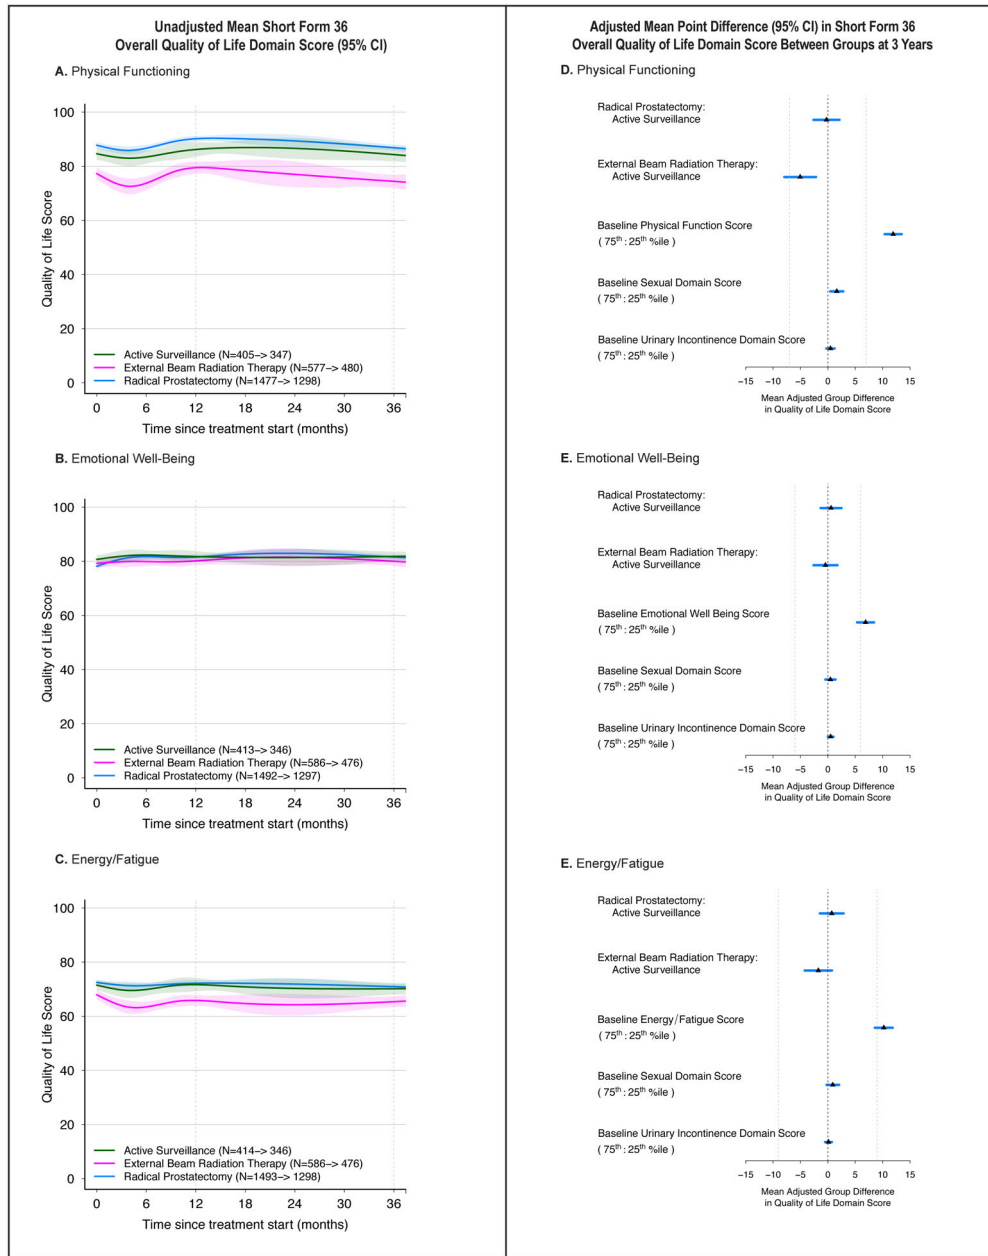 Unadjusted Mean Short Form 36
Overall Quality of Life Domain Score (95% CI)
A. Physical Functioning
100
80
60
40
20
0
Quality of Life Score
Active Surveillance (N=405–> 347)
External Beam Radiation Therapy (N=577–> 480)
Radical Prostatectomy (N=1477–> 1298)
0 6 12 18 24 30 36
Time since treatment start (months)
B. Emotional Well-Being
100
80
60
40
20
0
Quality of Life Score
Active Surveillance (N=413–> 346)
External Beam Radiation Therapy (N=586–> 476)
Radical Prostatectomy (N=1492–> 1297)
0 6 12 18 24 30 36
Time since treatment start (months)
C. Energy/Fatigue
100
80
60
40
20
0
Quality of Life Score
Active Surveillance (N=414–> 346)
External Beam Radiation Therapy (N=586–> 476)
Radical Prostatectomy (N=1493–> 1298)
0 6 12 18 24 30 36
Time since treatment start (months)
Adjusted Mean Point Difference (95% CI) in Short Form 36
Overall Quality of Life Domain Score Between Groups at 3 Years
D. Physical Functioning
Radical Prostatectomy:
Active Surveillance
External Beam Radiation Therapy:
Active Surveillance
Baseline Physical Function Score
( 75th : 25th %ile )
Baseline Sexual Domain Score
( 75th : 25th %ile )
Baseline Urinary Incontinence Domain Score
( 75th : 25th %ile )
−15 −10 −5 0 5 10 15
Mean Adjusted Group Difference
in Quality of Life Domain Score
E. Emotional Well-Being
Radical Prostatectomy:
Active Surveillance
External Beam Radiation Therapy:
Active Surveillance
Baseline Emotional Well Being Score
( 75th : 25th %ile )
Baseline Sexual Domain Score
( 75th : 25th %ile )
Baseline Urinary Incontinence Domain Score
( 75th : 25th %ile )
−15 −10 −5 0 5 10 15
Mean Adjusted Group Difference
in Quality of Life Domain Score
E. Energy/Fatigue
Radical Prostatectomy:
Active Surveillance
External Beam Radiation Therapy:
Active Surveillance
Baseline Energy/Fatigue Score
( 75th : 25th %ile )
Baseline Sexual Domain Score
( 75th : 25th %ile )
Baseline Urinary Incontinence Domain Score
( 75th : 25th %ile )
−15 −10 −5 0 5 10 15
Mean Adjusted Group Difference
in Quality of Life Domain Score